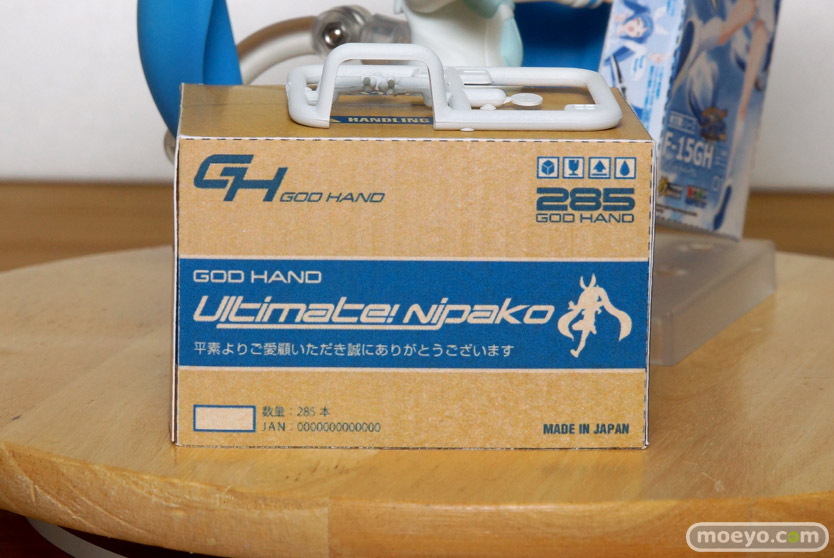 HANDLING
GH GOD HAND
285
GOD HAND
GOD HAND
Ultimate! Nipako
平素よりご愛顧いただき誠にありがとうございます
数量：285 本
JAN：0000000000000
MADE IN JAPAN
F-15GH
moeyo.com